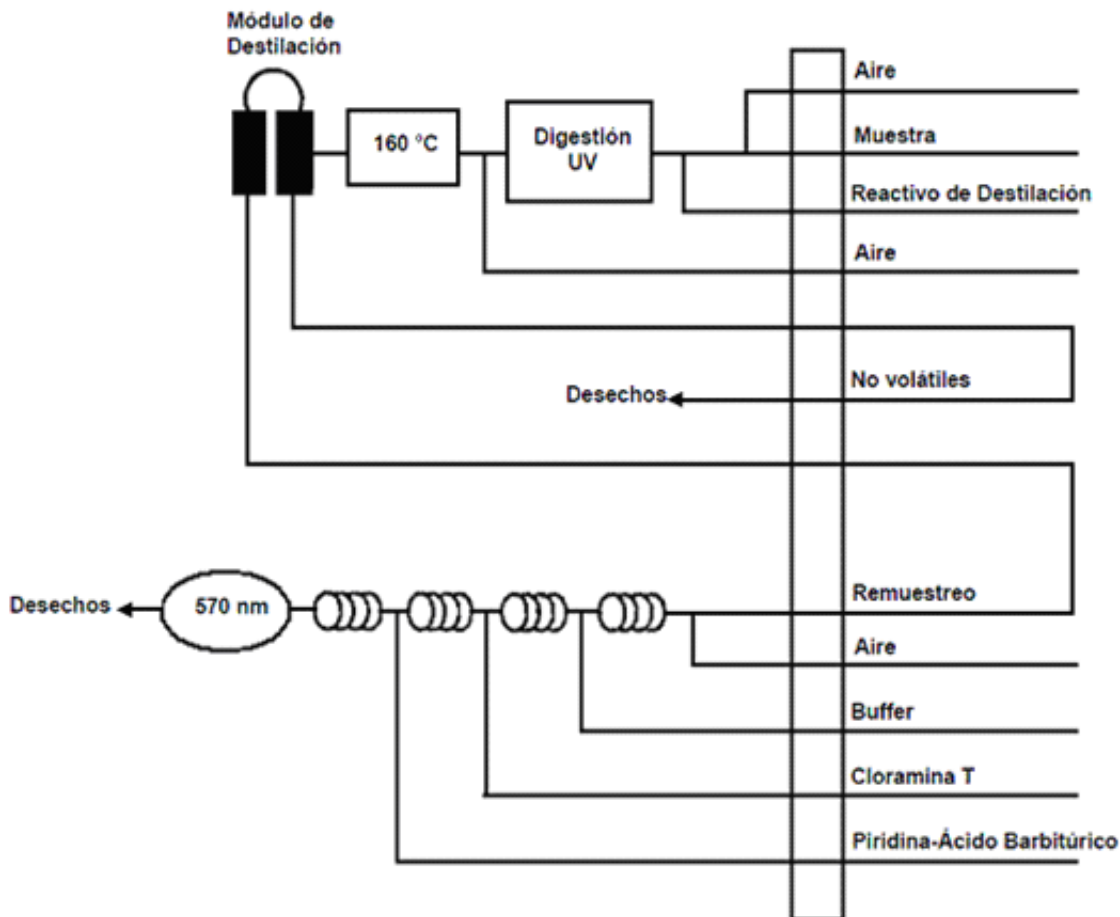 Módulo de
Destilación
Aire
160 °C
Digestión
UV
Muestra
Reactivo de Destilación
Aire
No volátiles
Desechos
Remuestreo
Desechos
570 nm
Aire
Buffer
Cloramina T
Piridina-Ácido Barbitúrico